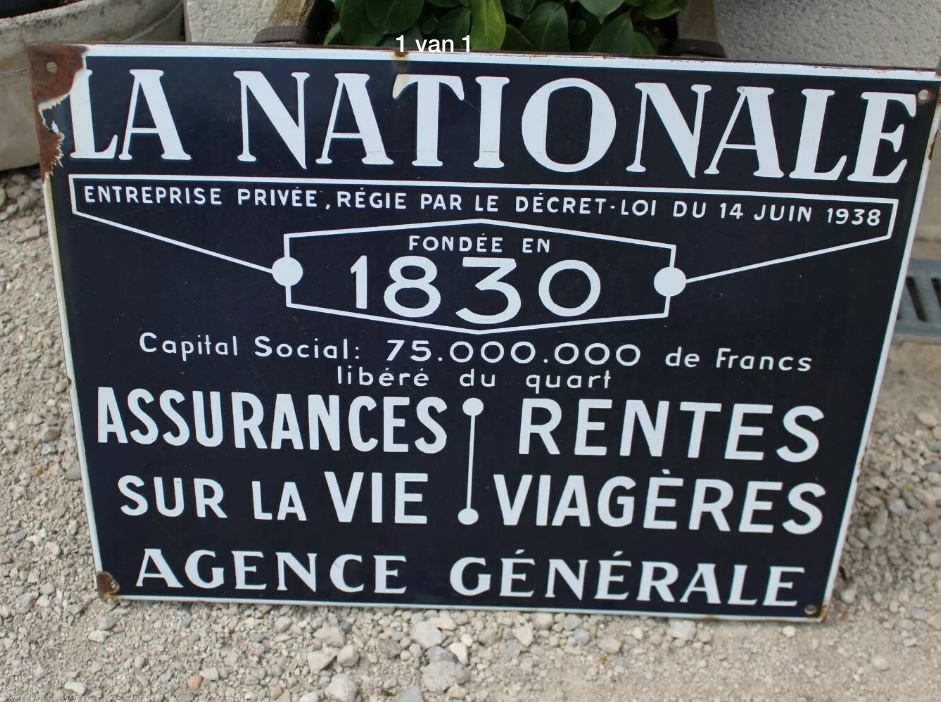 1 van 1
LA NATIONALE
ENTREPRISE PRIVÉE, RÉGIE PAR LE DÉCRET-LOI DU 14 JUIN 1938
FONDÉE EN
1830
Capital Social: 75.000.000 de Francs
libéré du quart
ASSURANCES
SUR LA VIE
RENTES
VIAGÈRES
AGENCE GÉNÉRALE